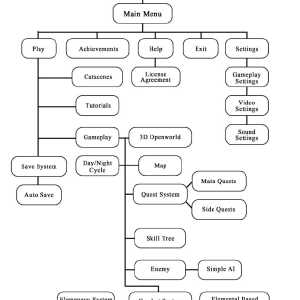 Main Menu
Play
Achievements
Help
Exit
Settings
Cutscenes
License
Agreement
Gameplay
Settings
Tutorials
Video
Settings
Gameplay
3D Openworld
Sound
Settings
Save System
Day/Night
Cycle
Map
Auto Save
Quest System
Main Quests
Side Quests
Skill Tree
Enemy
Simple AI
System
Elemental Based